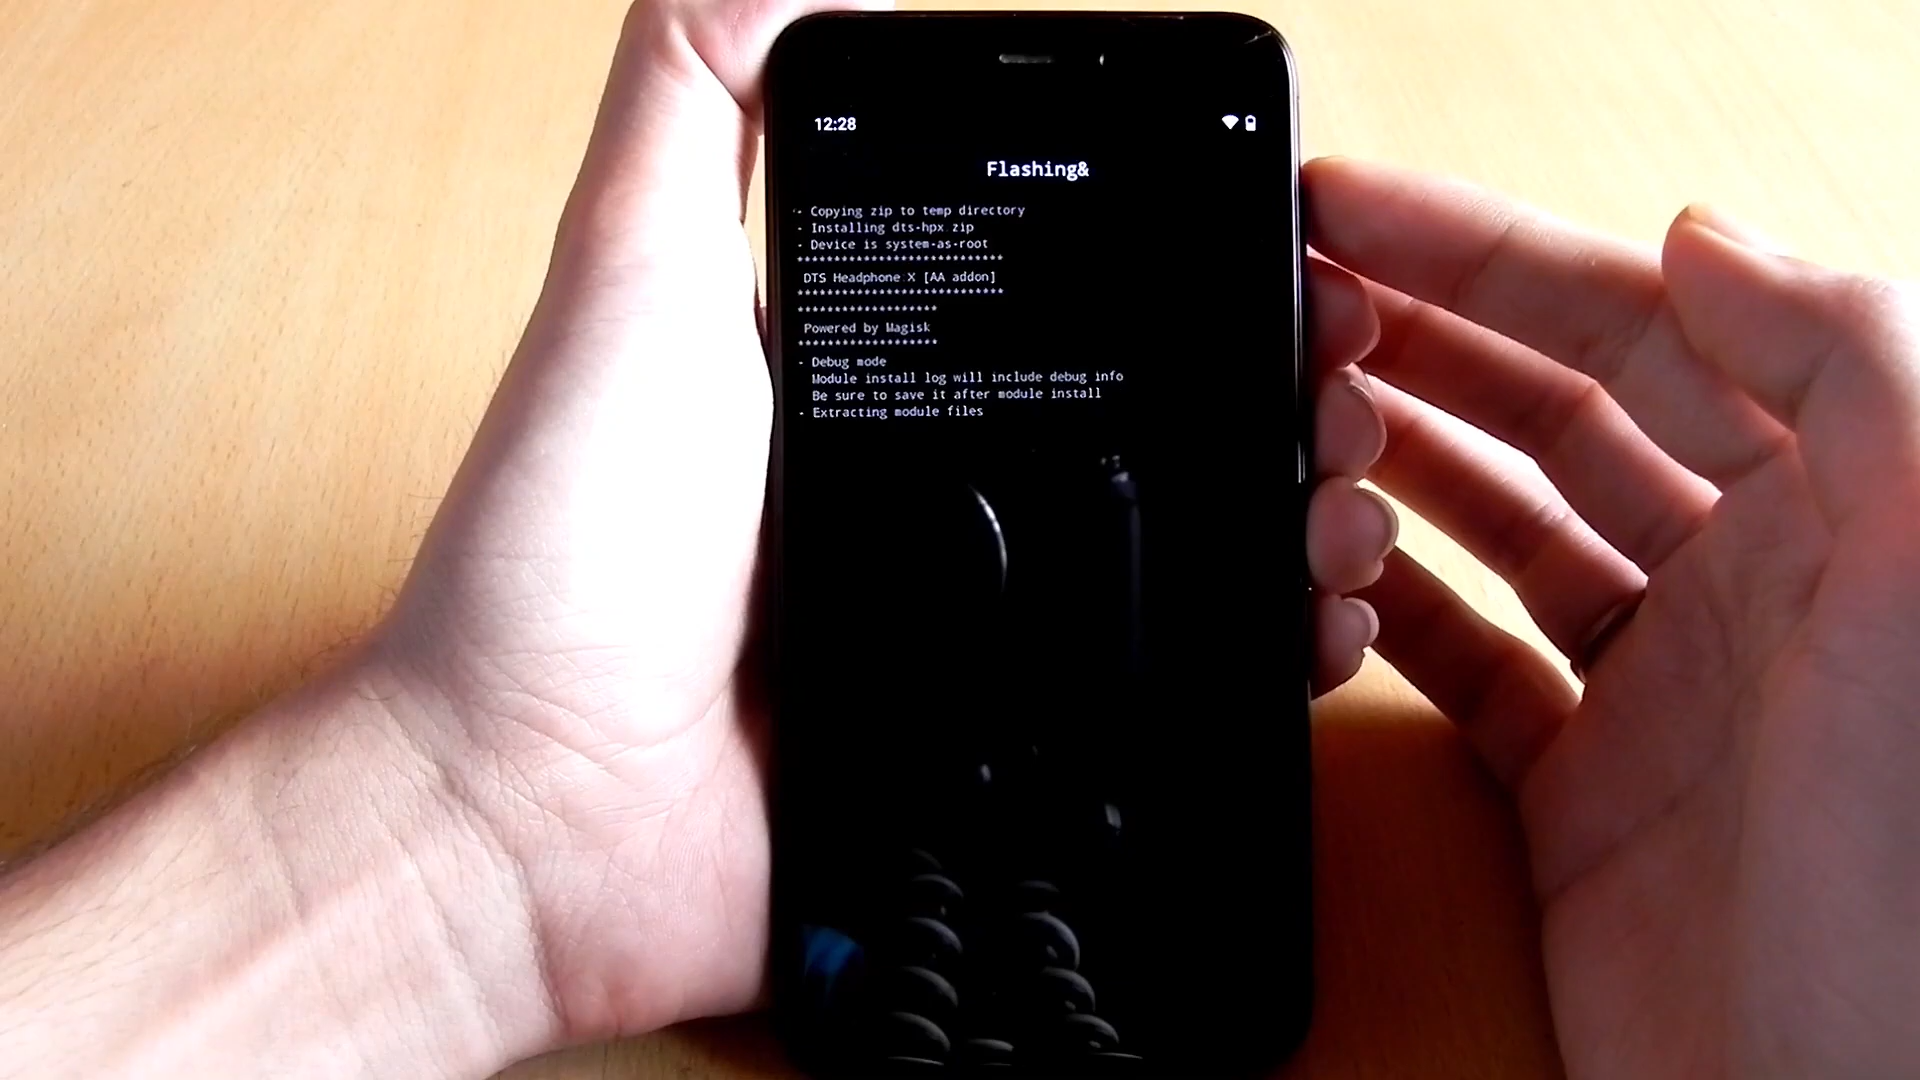 12:28
Flashing&
- Copying zip to temp directory
- Installing dts-hpx.zip
- Device is system-as-root
****************************
DTS Headphone:X [AA addon]
****************************
*******************
Powered by Magisk
*******************
- Debug mode
Module install log will include debug info
Be sure to save it after module install
- Extracting module files